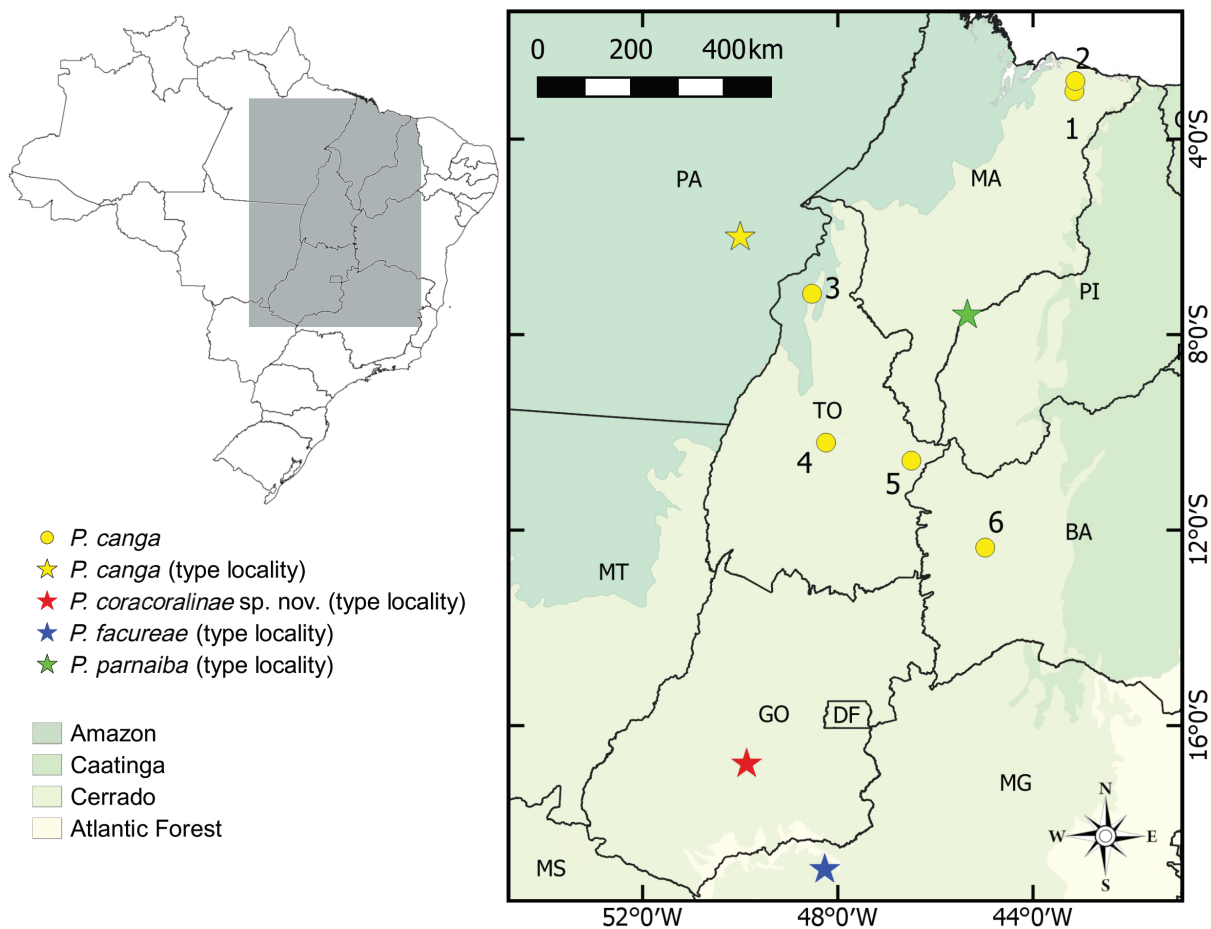 0 200 400km
2
1
4°0'S
PA
MA
3
PI
8°0'S
TO
4
5
6
BA
12°0'S
MT
P. canga
P. canga (type locality)
P. coracoralinae sp. nov. (type locality)
P. facureae (type locality)
P. parnaiba (type locality)
GO
DF
16°0'S
Amazon
Caatinga
Cerrado
Atlantic Forest
MG
N
W E
S
MS
52°0'W 48°0'W 44°0'W